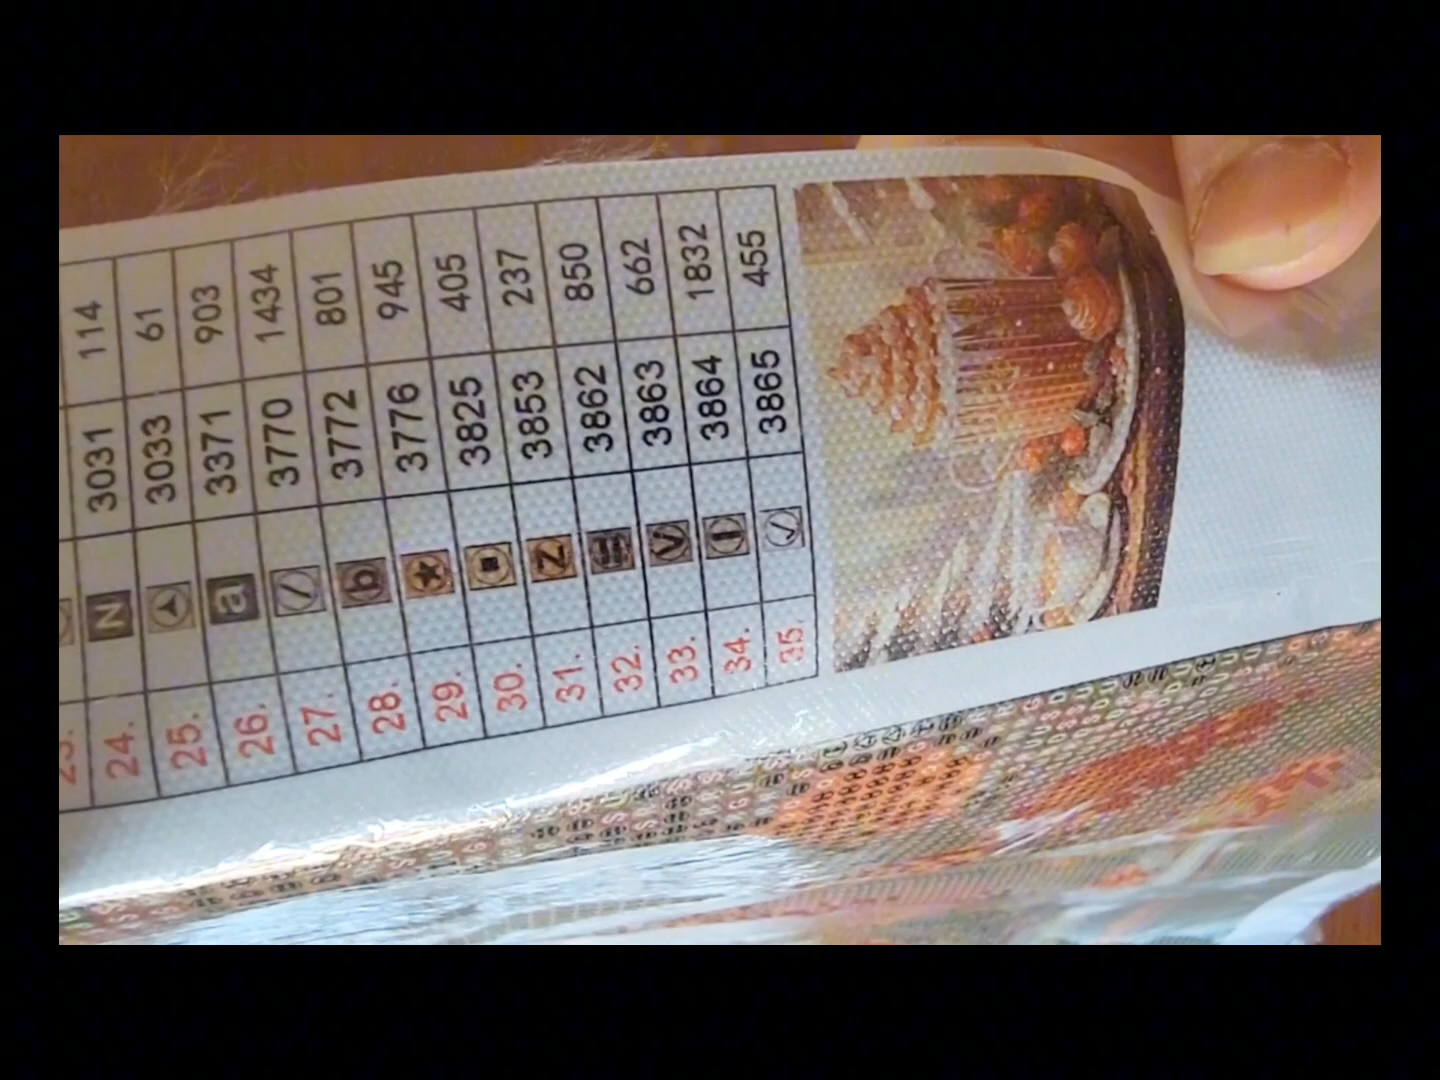 23.
24. N 3031 114
25. 3033 61
26. a 3371 903
27. / 3770 1434
28. b 3772 801
29. ★ 3776 945
30. ■ 3825 405
31. Z 3853 237
32. = 3862 850
33. V 3863 662
34. I 3864 1832
35. ✓ 3865 455